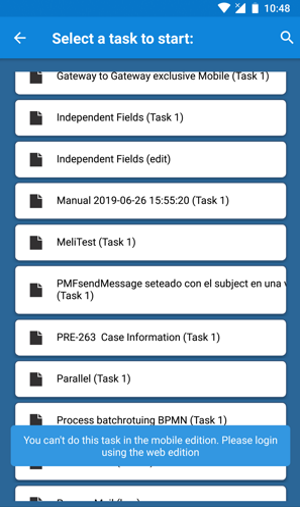 10:48
Select a task to start:
Gateway to Gateway exclusive Mobile (Task 1)
Independent Fields (Task 1)
Independent Fields (edit)
Manual 2019-06-26 15:55:20 (Task 1)
MeliTest (Task 1)
PMFsendMessage seteado con el subject en una
(Task 1)
PRE-263 Case Information (Task 1)
Parallel (Task 1)
Process batchrotuing BPMN (Task 1)
You can't do this task in the mobile edition. Please login
using the web edition